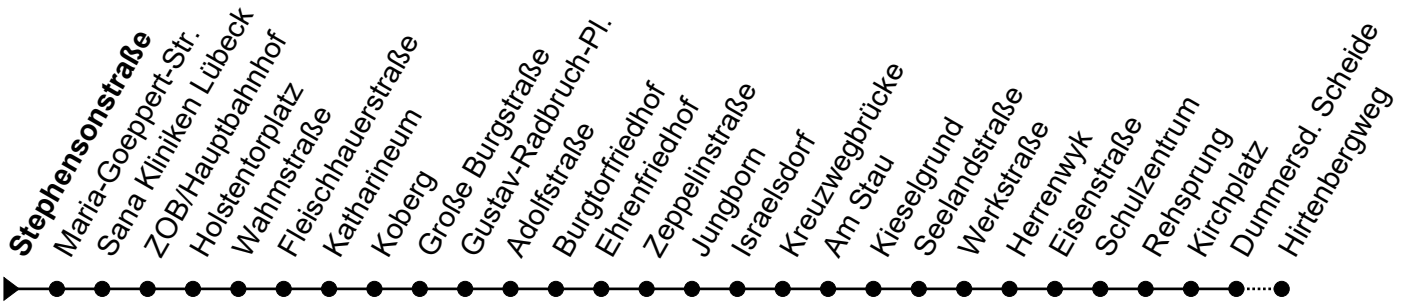 Stephensonstraße
Maria-Goeppert-Str.
Sana Kliniken Lübeck
ZOB/Hauptbahnhof
Holstentorplatz
Wahmstraße
Fleischhauerstraße
Katharineum
Koberg
Große Burgstraße
Gustav-Radbruch-Pl.
Adolfstraße
Burgtorfriedhof
Ehrenfriedhof
Zeppelinstraße
Jungborn
Israelsdorf
Kreuzwegbrücke
Am Stau
Kieselgrund
Seelandstraße
Werkstraße
Herrenwyk
Eisenstraße
Schulzentrum
Rehsprung
Kirchplatz
Dummersd. Scheide
Hirtenbergweg